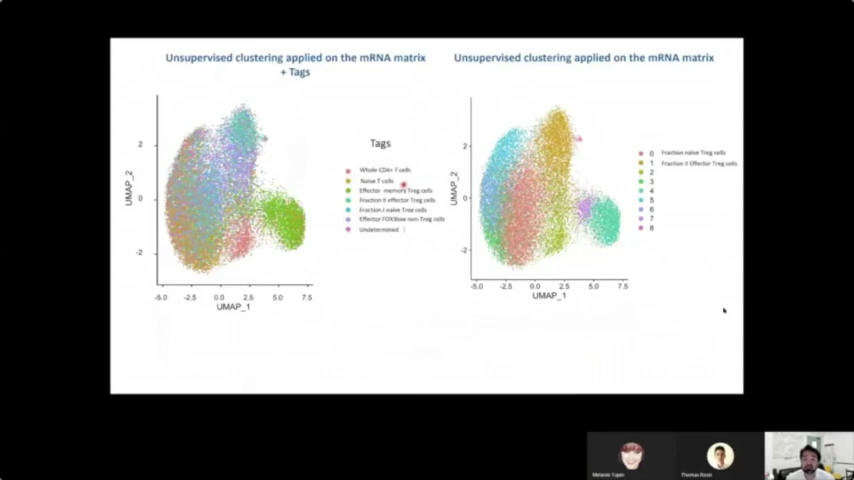 Unsupervised clustering applied on the mRNA matrix
+ Tags
UMAP_2
2
0
-2
-5.0 -2.5 0.0 2.5 5.0 7.5
UMAP_1
Tags
Whole CD4+ T cells
Naive T cells
Effector memory Treg cells
Fraction II effector Treg cells
Fraction I naive Treg cells
Effector FOXP3low non-Treg cells
Undetermined
Unsupervised clustering applied on the mRNA matrix
UMAP_2
2
0
-2
-5.0 -2.5 0.0 2.5 5.0 7.5
UMAP_1
0 Fraction naive Treg cells
1 Fraction II Effector Treg cells
2
3
4
5
6
7
8
Melanie Tupin
Thomas Rossi